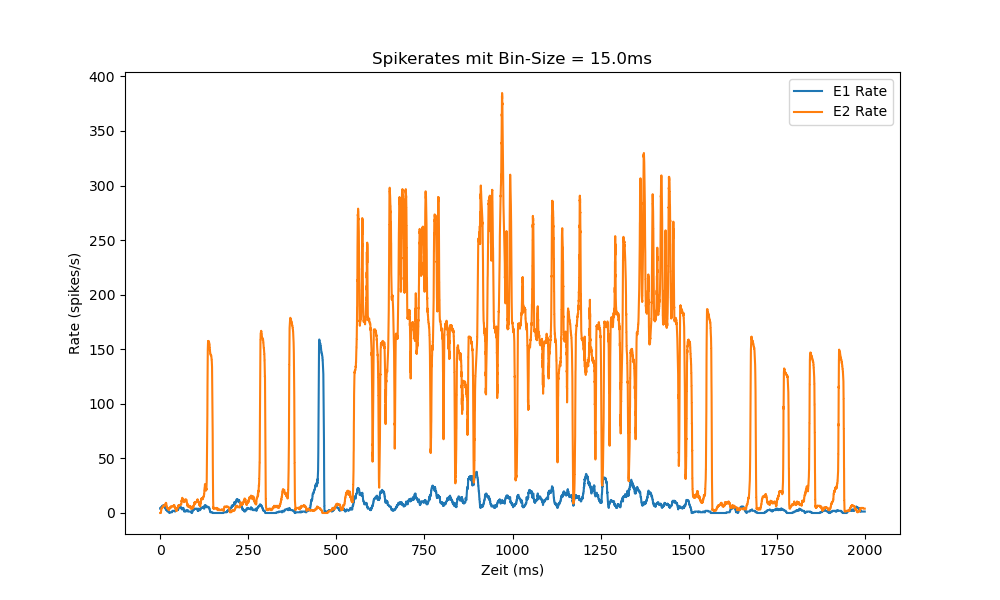 Spikerates mit Bin-Size = 15.0ms
E1 Rate
E2 Rate
Rate (spikes/s)
400
350
300
250
200
150
100
50
0
0 250 500 750 1000 1250 1500 1750 2000
Zeit (ms)